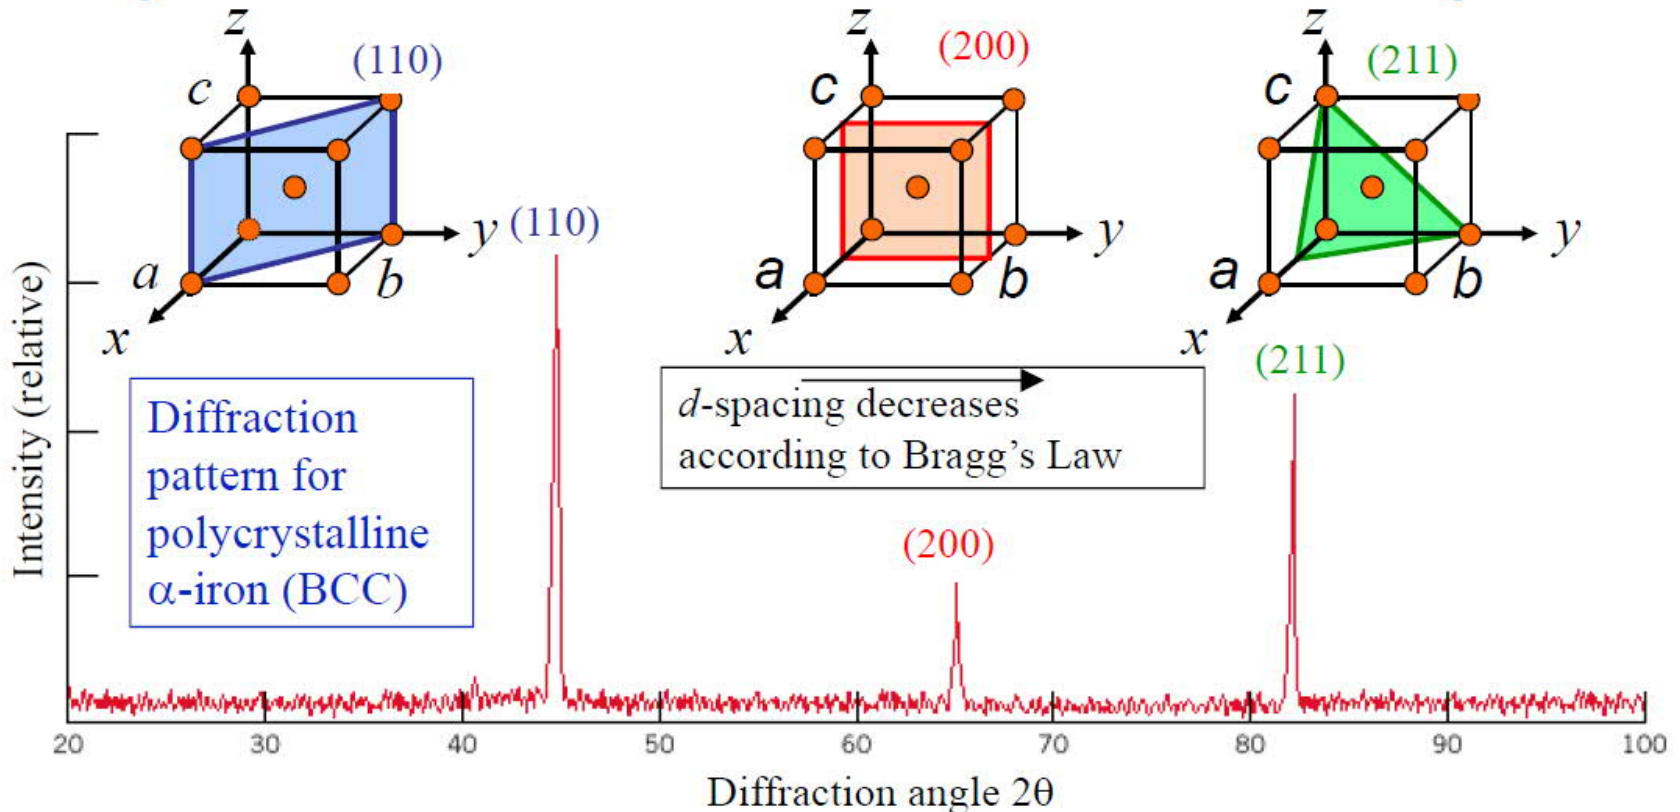 z
(110)
c
y
a
b
x
z
(200)
c
y
a
b
x
z
(211)
c
y
a
b
x
(110)
(200)
(211)
Diffraction
pattern for
polycrystalline
α-iron (BCC)
d-spacing decreases
according to Bragg's Law
Intensity (relative)
20 30 40 50 60 70 80 90 100
Diffraction angle 2θ